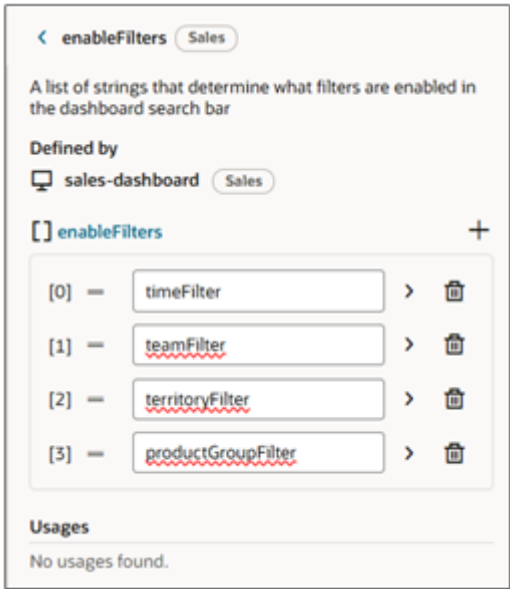 enableFilters Sales
A list of strings that determine what filters are enabled in
the dashboard search bar
Defined by
sales-dashboard Sales
[] enableFilters
[0] timeFilter
[1] teamFilter
[2] territoryFilter
[3] productGroupFilter
Usages
No usages found.